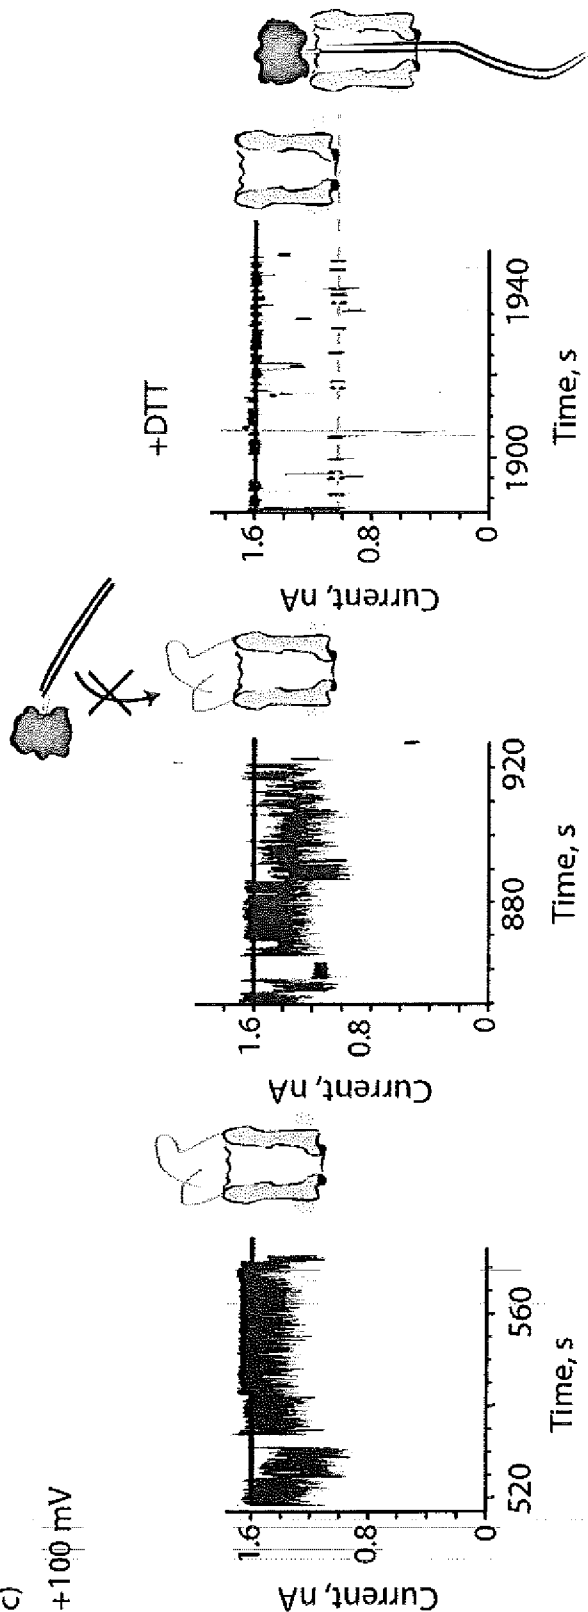 c)
+100 mV
Current, nA
1.6
0.8
0
520
560
Time, s
Current, nA
1.6
0.8
0
880
920
Time, s
+DTT
Current, nA
1.6
0.8
0
1900
1940
Time, s